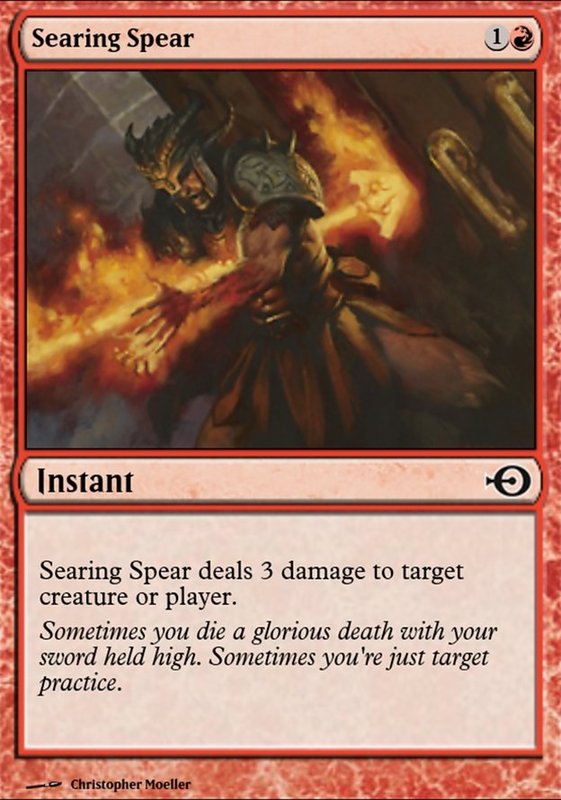 Searing Spear 1
Instant
Searing Spear deals 3 damage to target
creature or player.
Sometimes you die a glorious death with your
sword held high. Sometimes you're just target
practice.
Christopher Moeller